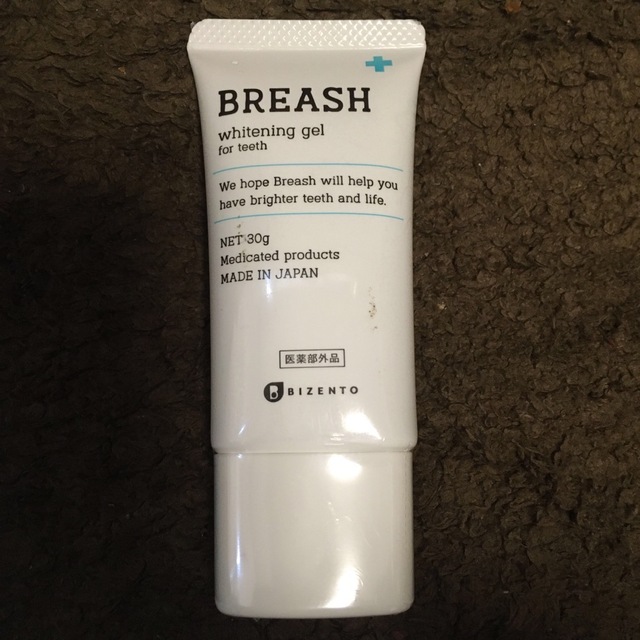 BREASH
whitening gel
for teeth
We hope Breash will help you
have brighter teeth and life.
NET 30g
Medicated products
MADE IN JAPAN
医薬部外品
BIZENTO